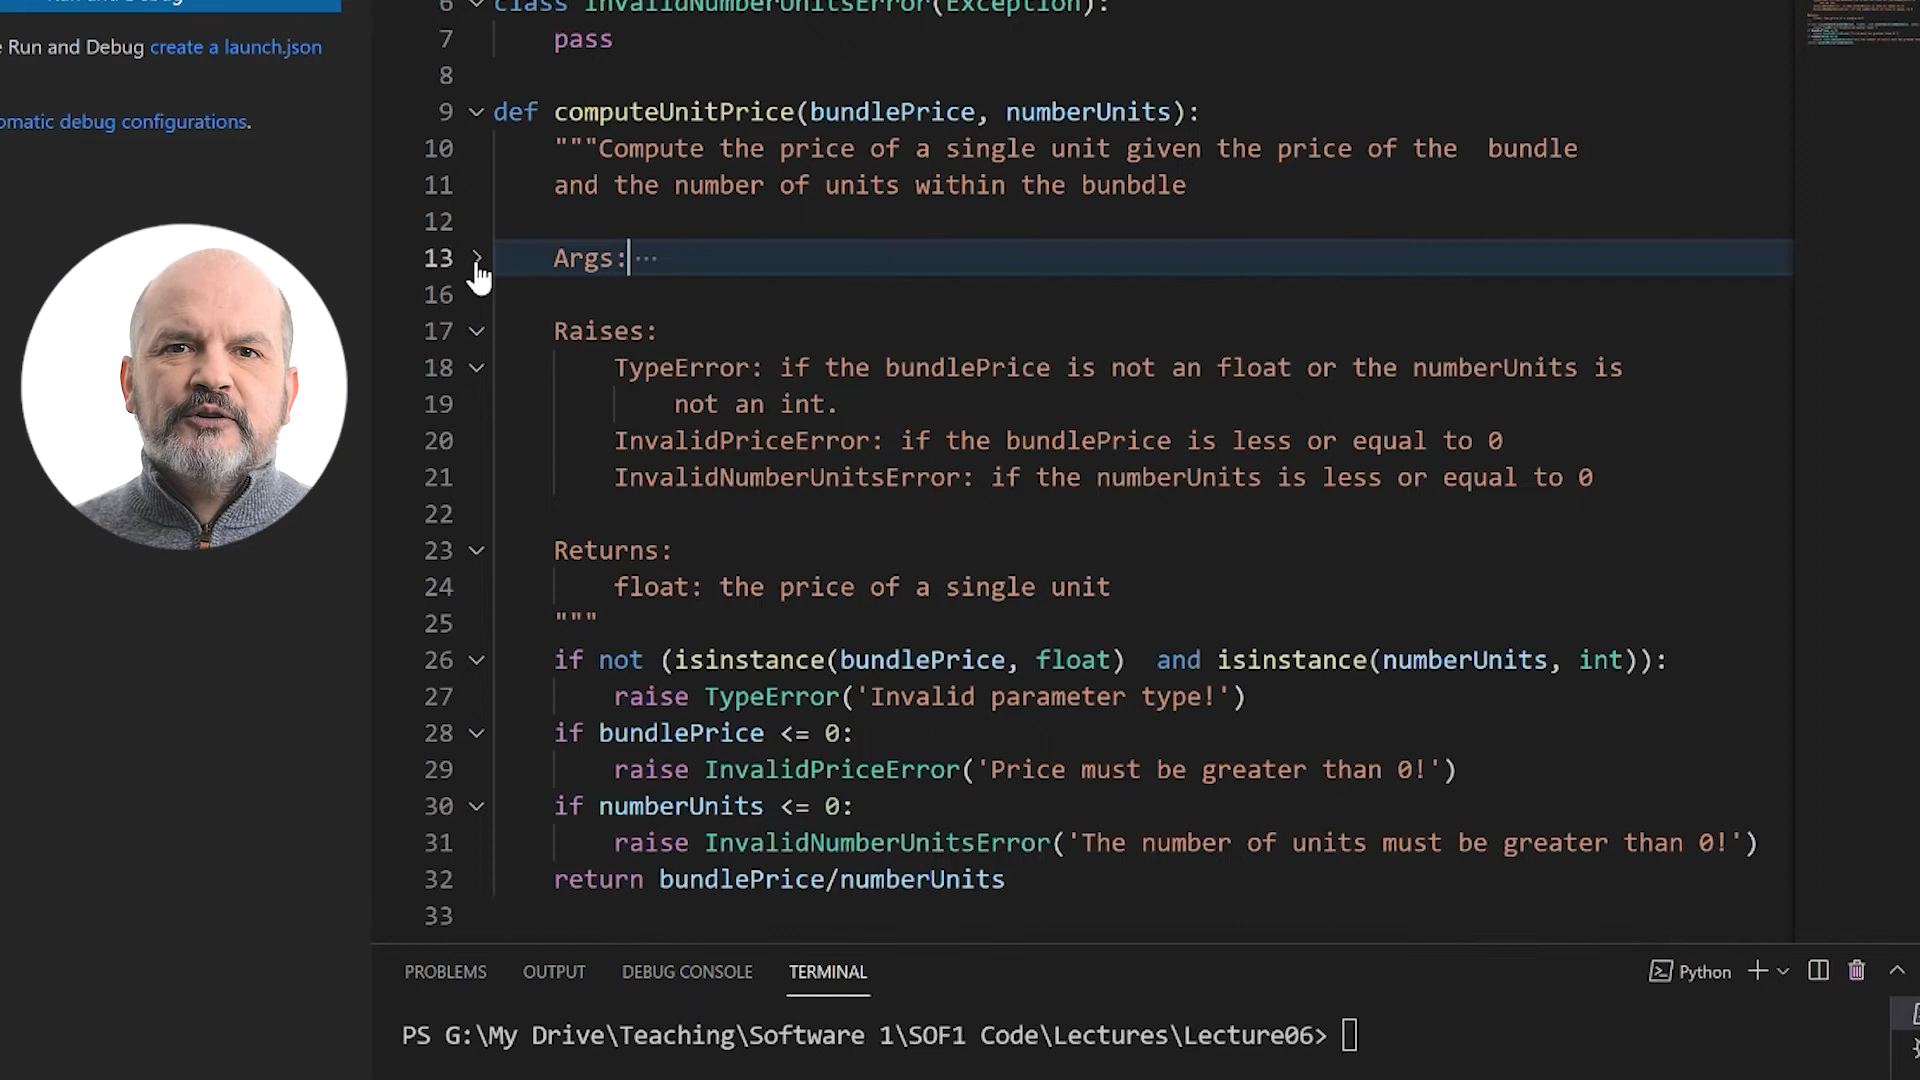 Run and Debug
e Run and Debug create a launch.json
omatic debug configurations.
6 class InvalidNumberUnitsError(Exception):
7 pass
8
9 def computeUnitPrice(bundlePrice, numberUnits):
10 """Compute the price of a single unit given the price of the  bundle
11 and the number of units within the bunbdle
12
13 Args:···
16
17 Raises:
18 TypeError: if the bundlePrice is not an float or the numberUnits is
19 not an int.
20 InvalidPriceError: if the bundlePrice is less or equal to 0
21 InvalidNumberUnitsError: if the numberUnits is less or equal to 0
22
23 Returns:
24 float: the price of a single unit
25 """
26 if not (isinstance(bundlePrice, float)  and isinstance(numberUnits, int)):
27 raise TypeError('Invalid parameter type!')
28 if bundlePrice <= 0:
29 raise InvalidPriceError('Price must be greater than 0!')
30 if numberUnits <= 0:
31 raise InvalidNumberUnitsError('The number of units must be greater than 0!')
32 return bundlePrice/numberUnits
33
PROBLEMS OUTPUT DEBUG CONSOLE TERMINAL Python
PS G:\My Drive\Teaching\Software 1\SOF1 Code\Lectures\Lecture06>